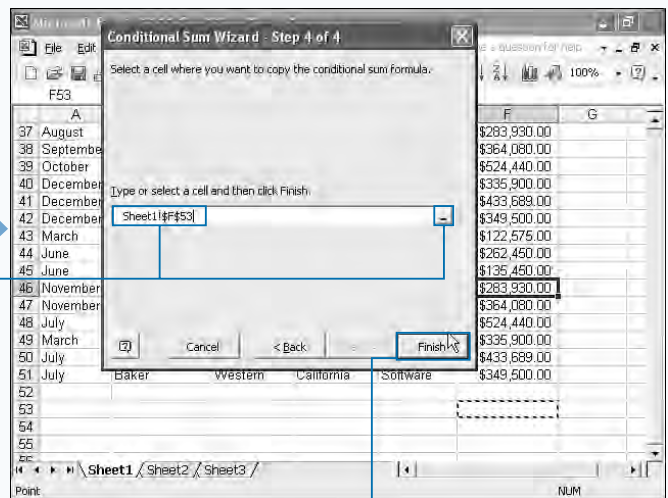 Conditional Sum Wizard - Step 4 of 4
File Edit
Select a cell where you want to copy the conditional sum formula.
100%
F53
A F G
37 August $283,930.00
38 Septembe $364,080.00
39 October $524,440.00
40 December $335,900.00
41 December $433,689.00
42 December $349,500.00
43 March $122,575.00
44 June $262,450.00
45 June $135,450.00
46 November $283,930.00
47 November $364,080.00
48 July $524,440.00
49 March $335,900.00
50 July $433,689.00
51 July Baker Western California Software $349,500.00
52
53
54
55
Type or select a cell and then click Finish.
Sheet1!$F$53
Cancel < Back Finish
Sheet1 Sheet2 Sheet3
Point NUM